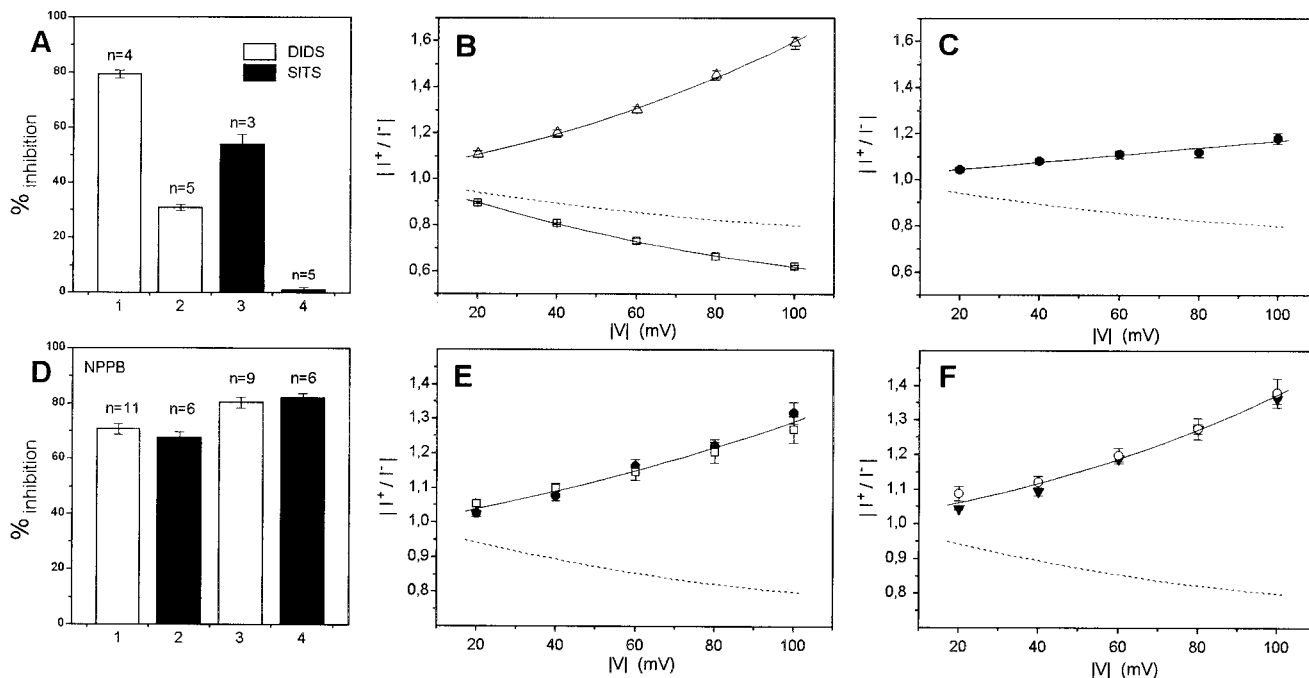 A
n=4
DIDS
SITS
n=3
n=5
n=5
100
80
60
40
20
0
% inhibition
1 2 3 4
B
1,6
1,4
1,2
1,0
0,8
0,6
| I⁺ / I⁻ |
20 40 60 80 100
|V| (mV)
C
1,6
1,4
1,2
1,0
0,8
0,6
| I⁺ / I⁻ |
20 40 60 80 100
|V| (mV)
D
NPPB
n=11
n=6
n=9
n=6
100
80
60
40
20
0
% inhibition
1 2 3 4
E
1,4
1,3
1,2
1,1
1,0
0,9
0,8
| I⁺ / I⁻ |
20 40 60 80 100
|V| (mV)
F
1,4
1,3
1,2
1,1
1,0
0,9
0,8
| I⁺ / I⁻ |
20 40 60 80 100
|V| (mV)